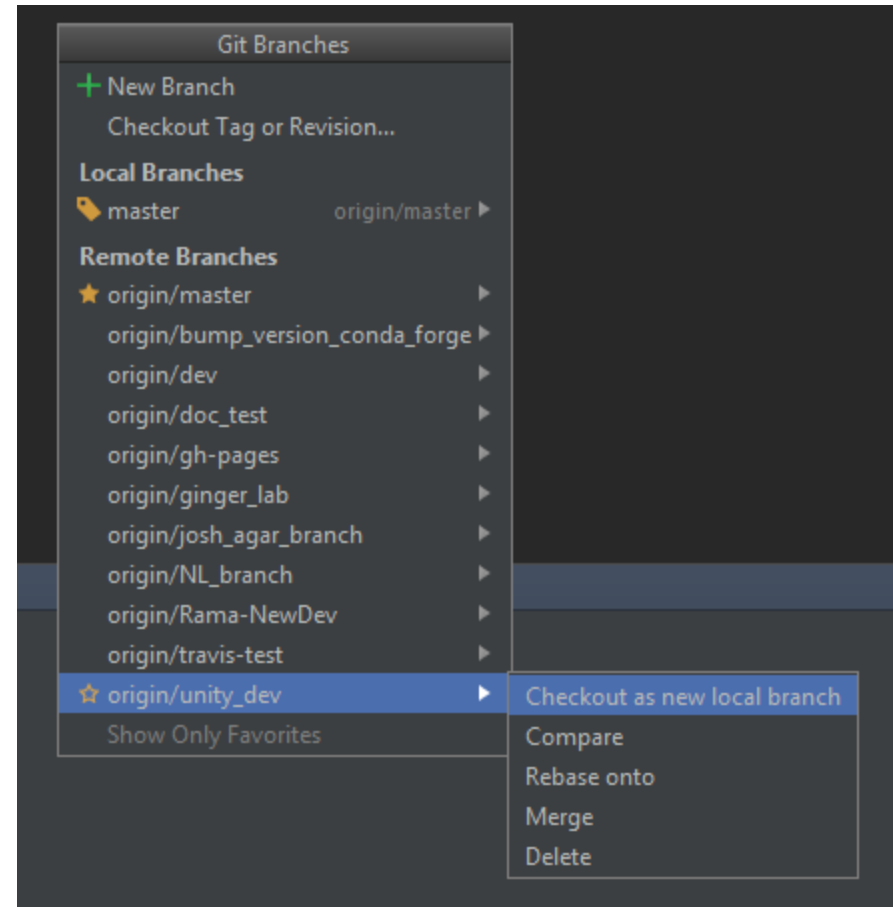 Git Branches
New Branch
Checkout Tag or Revision...
Local Branches
master origin/master
Remote Branches
origin/master
origin/bump_version_conda_forge
origin/dev
origin/doc_test
origin/gh-pages
origin/ginger_lab
origin/josh_agar_branch
origin/NL_branch
origin/Rama-NewDev
origin/travis-test
origin/unity_dev
Show Only Favorites
Checkout as new local branch
Compare
Rebase onto
Merge
Delete